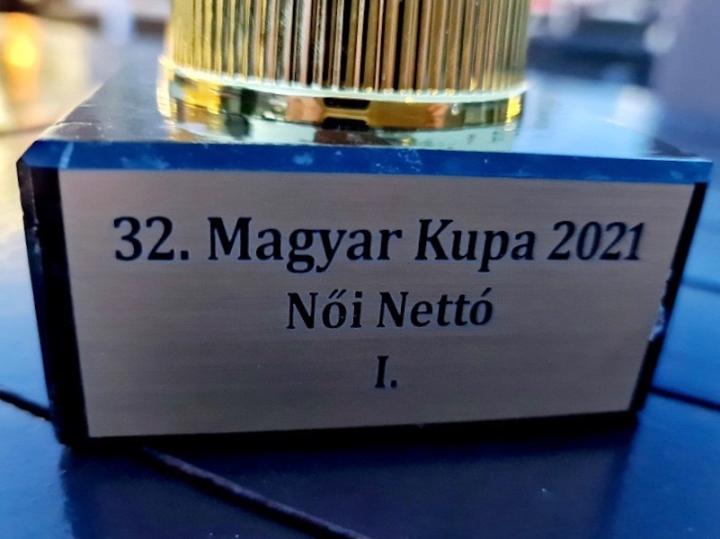 32. Magyar Kupa 2021
Női Nettó
I.